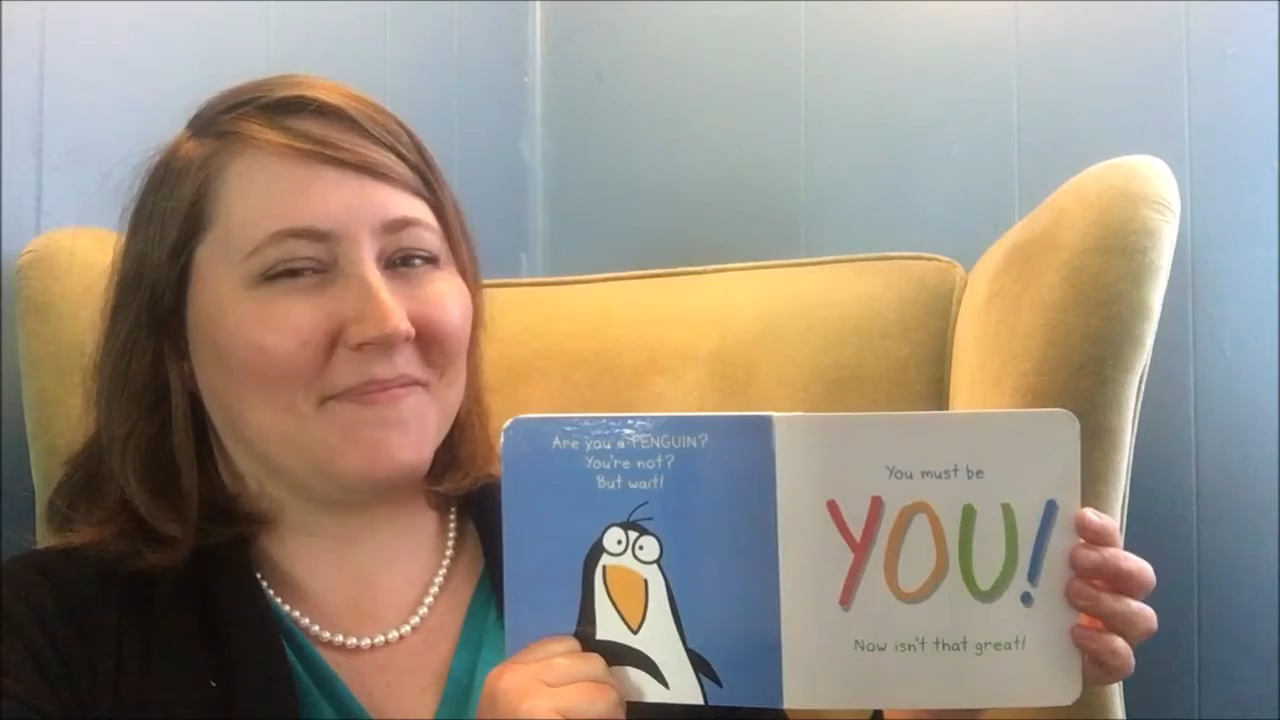 Are you a PENGUIN?
You're not?
But wait!
You must be
YOU!
Now isn't that great!